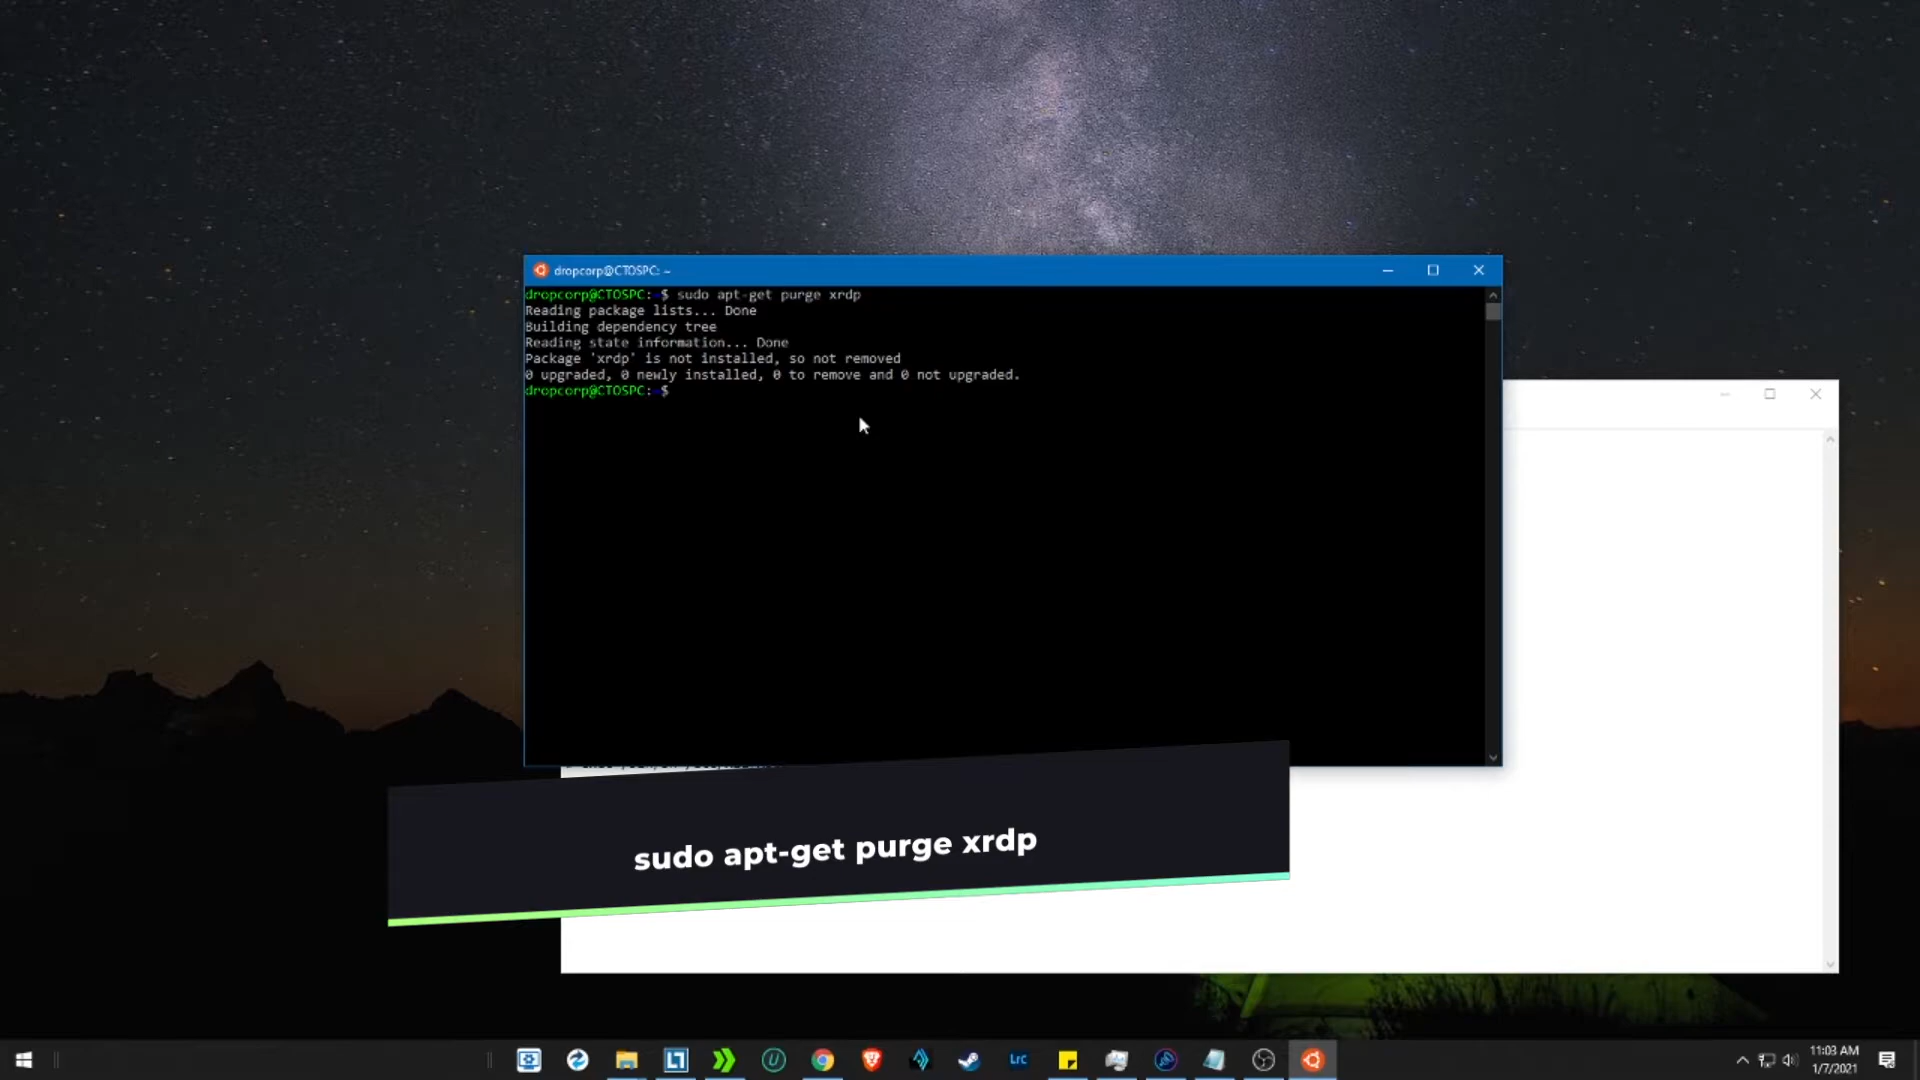 dropcorp@CTOSPC: ~
dropcorp@CTOSPC:~$ sudo apt-get purge xrdp
Reading package lists... Done
Building dependency tree
Reading state information... Done
Package 'xrdp' is not installed, so not removed
0 upgraded, 0 newly installed, 0 to remove and 0 not upgraded.
dropcorp@CTOSPC:~$
sudo apt-get purge xrdp
Lrc
11:03 AM
1/7/2021